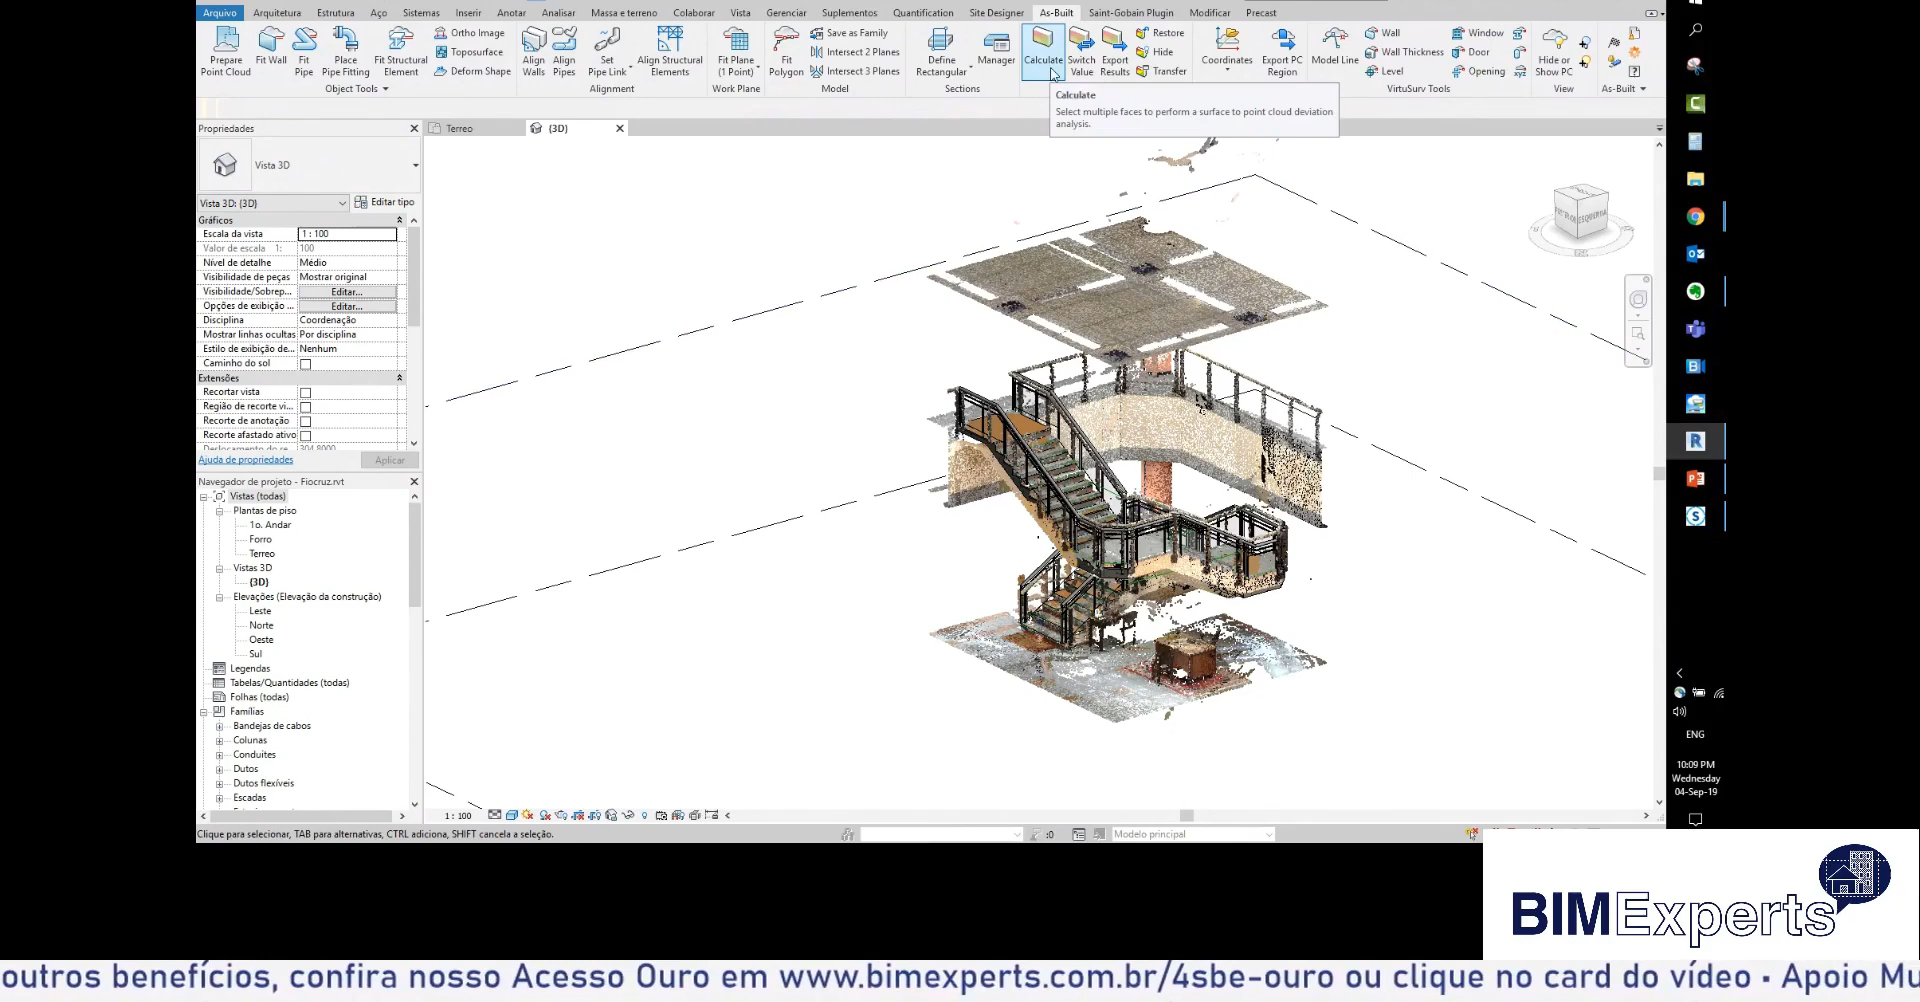 Arquivo Arquitetura Estrutura Aço Sistemas Inserir Anotar Analisar Massa e terreno Colaborar Vista Gerenciar Suplementos Quantification Site Designer As-Built Saint-Gobain Plugin Modificar Precast
Prepare Point Cloud
Fit Wall
Fit Pipe
Place Pipe Fitting
Fit Structural Element
Ortho Image
Toposurface
Deform Shape
Align Walls
Align Pipes
Set Pipe Link
Align Structural Elements
Fit Plane (1 Point)
Fit Polygon
Save as Family
Intersect 2 Planes
Intersect 3 Planes
Define Rectangular
Manager
Calculate
Switch Value
Export Results
Restore
Hide
Transfer
Coordinates
Export PC Region
Model Line
Wall
Wall Thickness
Level
Window
Door
Opening
Hide or Show PC
Object Tools Alignment Work Plane Model Sections VirtuSurv Tools View As-Built
Calculate
Select multiple faces to perform a surface to point cloud deviation
analysis.
Propriedades
Terreo
{3D}
Vista 3D
Vista 3D: {3D} Editar tipo
Gráficos
Escala da vista 1 : 100
Valor de escala 1: 100
Nível de detalhe Médio
Visibilidade de peças Mostrar original
Visibilidade/Sobrep... Editar...
Opções de exibição ... Editar...
Disciplina Coordenação
Mostrar linhas ocultas Por disciplina
Estilo de exibição de... Nenhum
Caminho do sol
Extensões
Recortar vista
Região de recorte vi...
Recorte de anotação
Recorte afastado ativo
304.8000
Ajuda de propriedades Aplicar
Navegador de projeto - Fiocruz.rvt
Vistas (todas)
Plantas de piso
1o. Andar
Forro
Terreo
Vistas 3D
{3D}
Elevações (Elevação da construção)
Leste
Norte
Oeste
Sul
Legendas
Tabelas/Quantidades (todas)
Folhas (todas)
Famílias
Bandejas de cabos
Colunas
Conduites
Dutos
Dutos flexíveis
Escadas
1 : 100
Clique para selecionar, TAB para alternativas, CTRL adiciona, SHIFT cancela a seleção.
:0
Modelo principal
ENG
10:09 PM
Wednesday
04-Sep-19
BIMExperts
outros benefícios, confira nosso Acesso Ouro em www.bimexperts.com.br/4sbe-ouro ou clique no card do vídeo • Apoio Mu